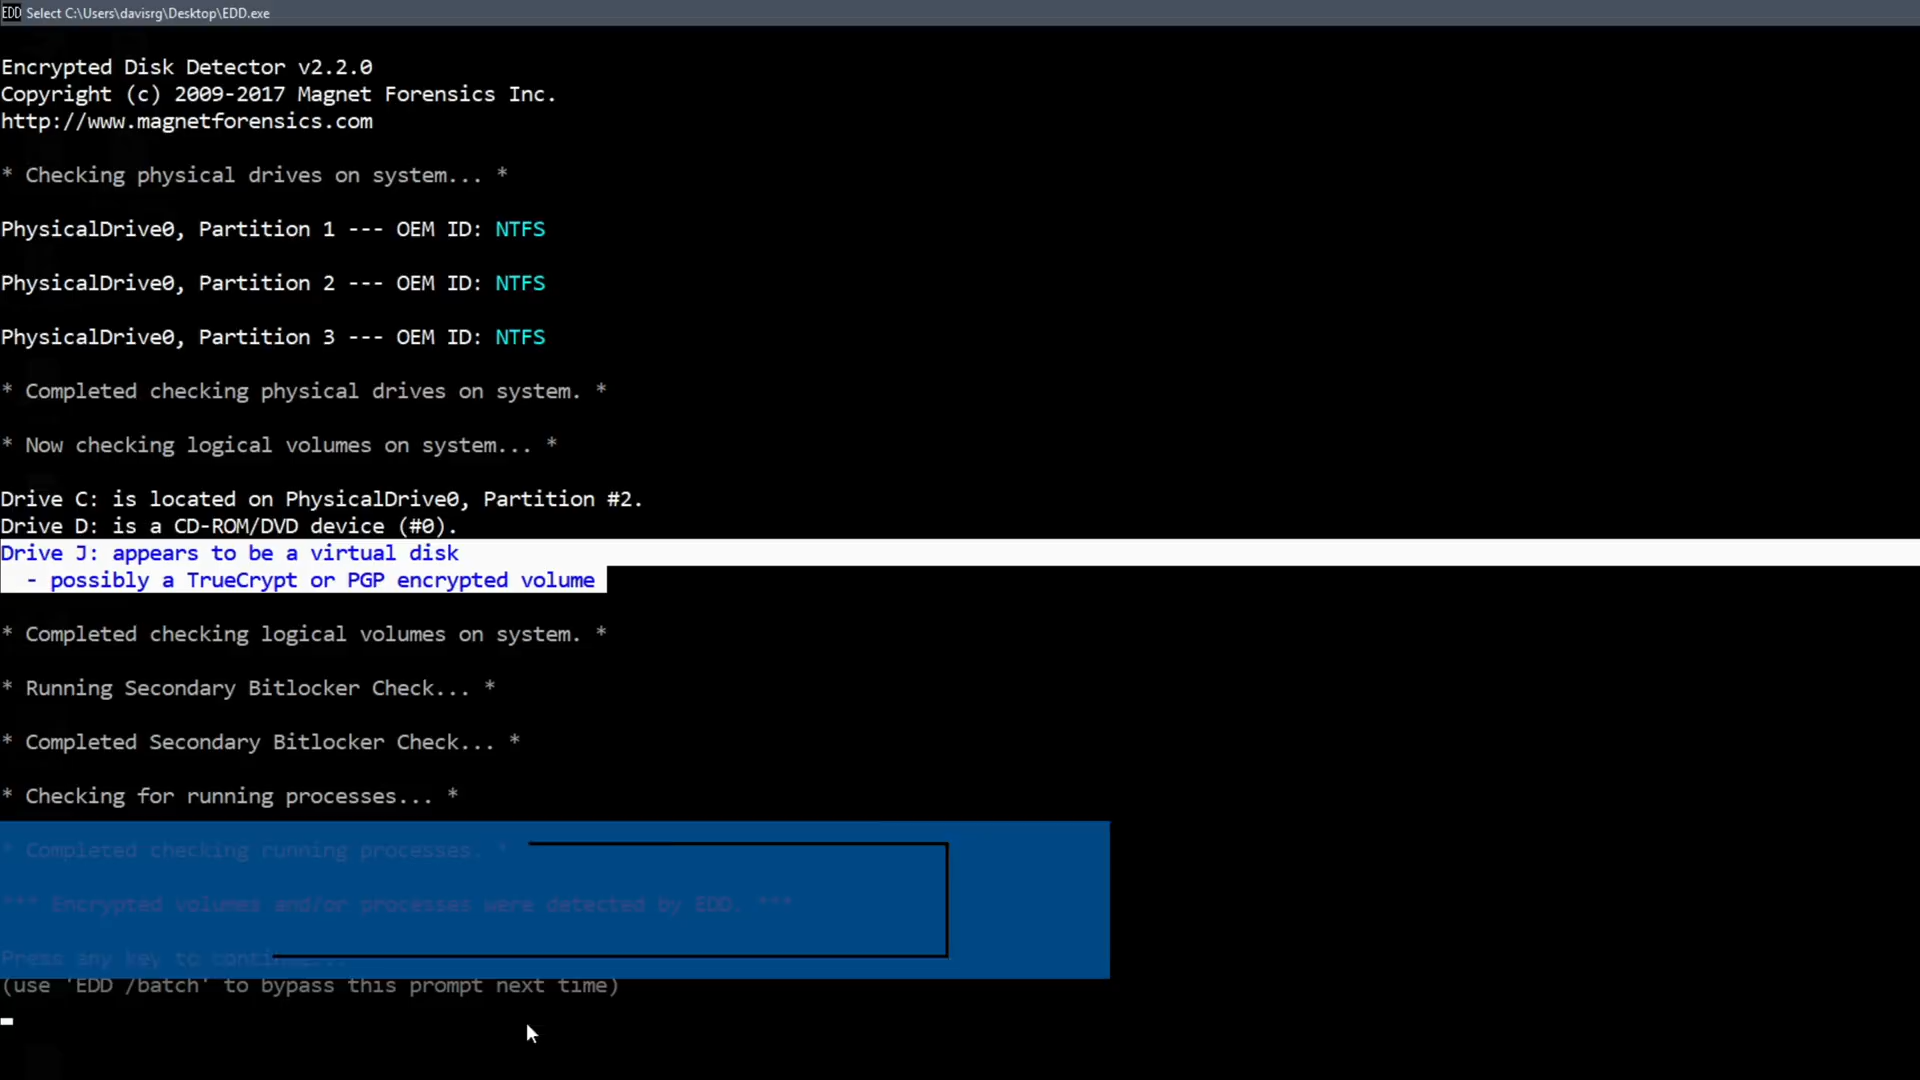 EDD Select C:\Users\davisrg\Desktop\EDD.exe
Encrypted Disk Detector v2.2.0
Copyright (c) 2009-2017 Magnet Forensics Inc.
http://www.magnetforensics.com
* Checking physical drives on system... *
PhysicalDrive0, Partition 1 --- OEM ID: NTFS
PhysicalDrive0, Partition 2 --- OEM ID: NTFS
PhysicalDrive0, Partition 3 --- OEM ID: NTFS
* Completed checking physical drives on system. *
* Now checking logical volumes on system... *
Drive C: is located on PhysicalDrive0, Partition #2.
Drive D: is a CD-ROM/DVD device (#0).
Drive J: appears to be a virtual disk
- possibly a TrueCrypt or PGP encrypted volume
* Completed checking logical volumes on system. *
* Running Secondary Bitlocker Check... *
* Completed Secondary Bitlocker Check... *
* Checking for running processes... *
* Completed checking running processes. *
*** Encrypted volumes and/or processes were detected by EDD. ***
Press any key to continue...
(use 'EDD /batch' to bypass this prompt next time)